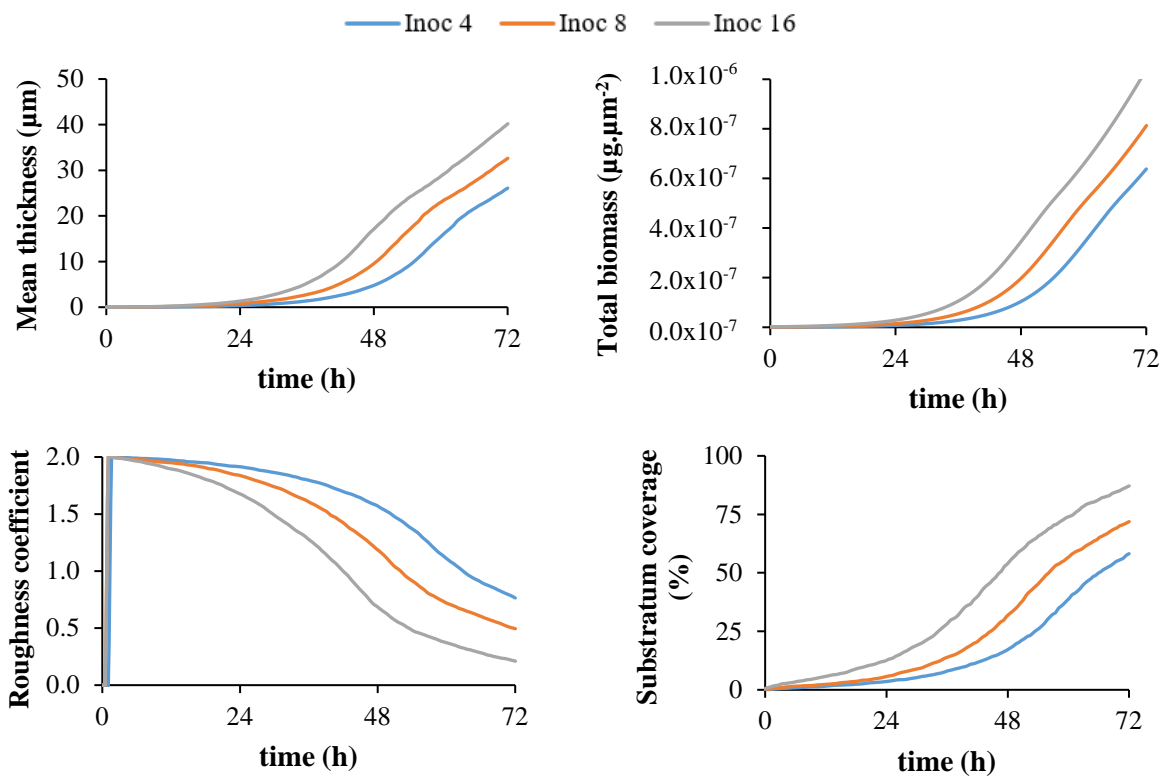 Inoc 4 Inoc 8 Inoc 16
Mean thickness (µm)
50
40
30
20
10
0
0 24 48 72
time (h)
Total biomass (µg.µm-2)
1.0x10-6
8.0x10-7
6.0x10-7
4.0x10-7
2.0x10-7
0.0x10-7
0 24 48 72
time (h)
Roughness coefficient
2.0
1.5
1.0
0.5
0.0
0 24 48 72
time (h)
Substratum coverage
(%)
100
75
50
25
0
0 24 48 72
time (h)